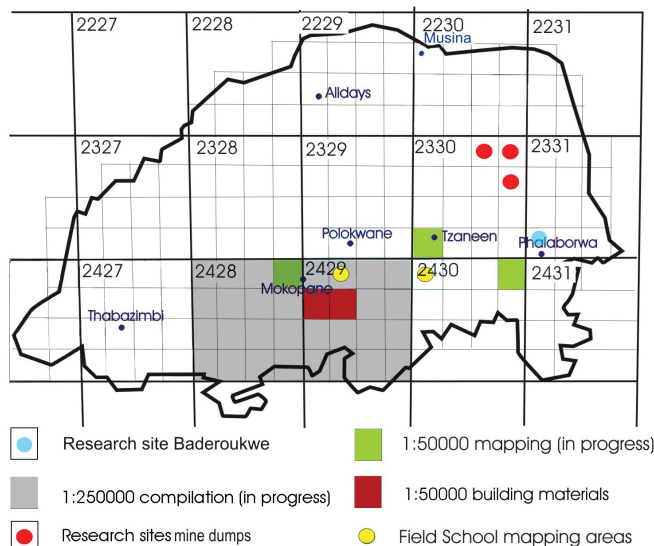 2227 2228 2229 2230 2231
Musina
Alldays
2327 2328 2329 2330 2331
Polokwane Tzaneen
Phalaborwa
2427 2428 2429 2430 2431
Mokopane
Thabazimbi
Research site Baderoukwe 1:50000 mapping (in progress)
1:250000 compilation (in progress) 1:50000 building materials
Research sites mine dumps Field School mapping areas